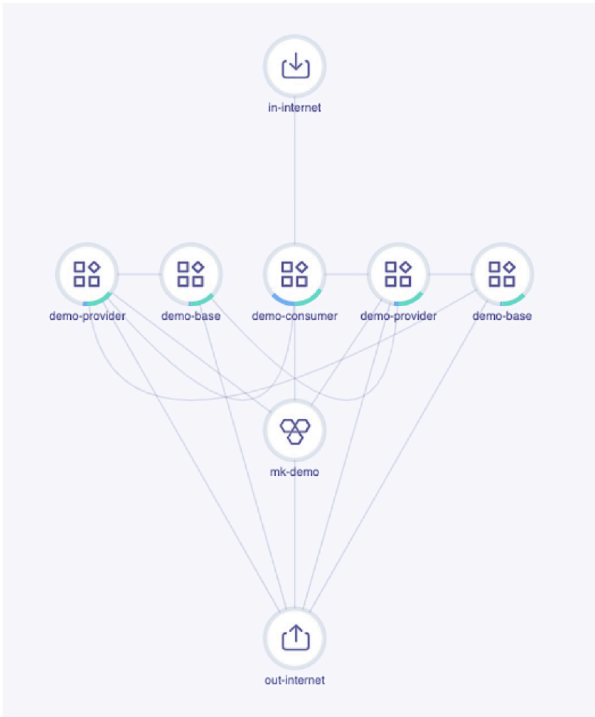 in-internet
demo-provider
demo-base
demo-consumer
demo-provider
demo-base
mk-demo
out-internet